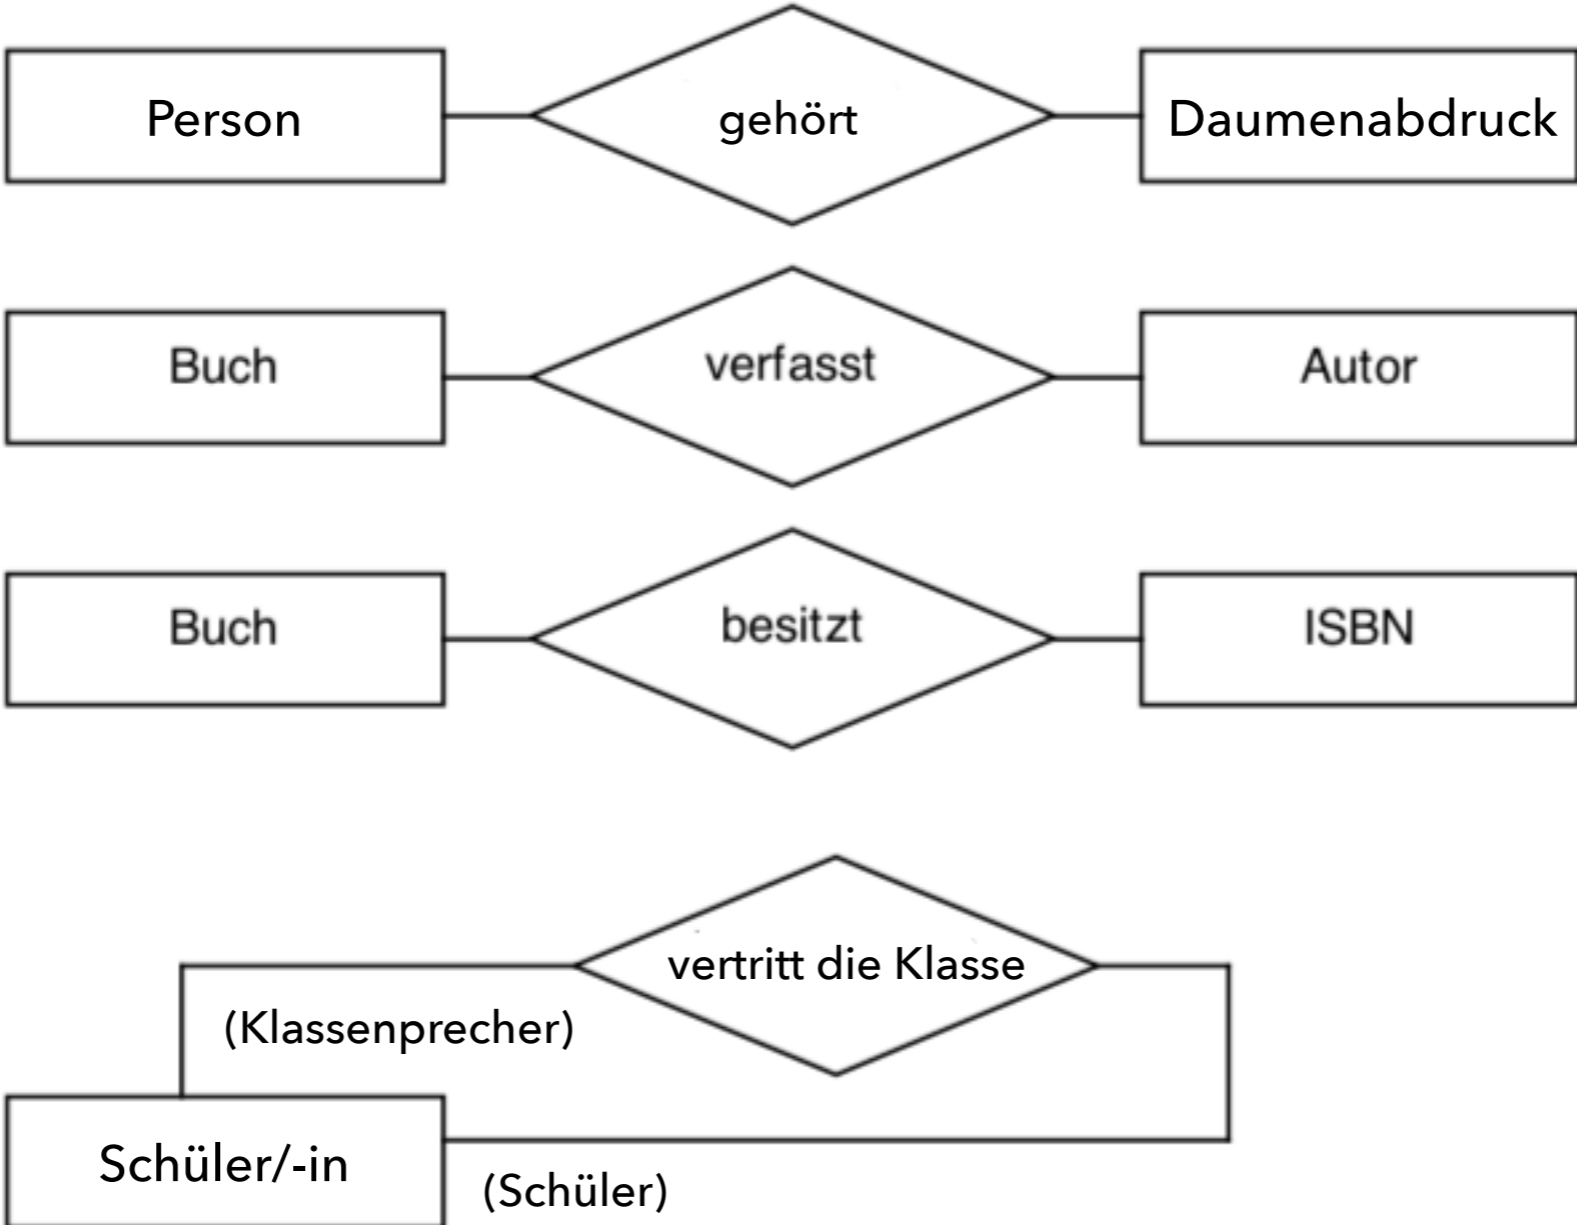 Person gehört Daumenabdruck
Buch verfasst Autor
Buch besitzt ISBN
vertritt die Klasse
(Klassenprecher)
Schüler/-in
(Schüler)